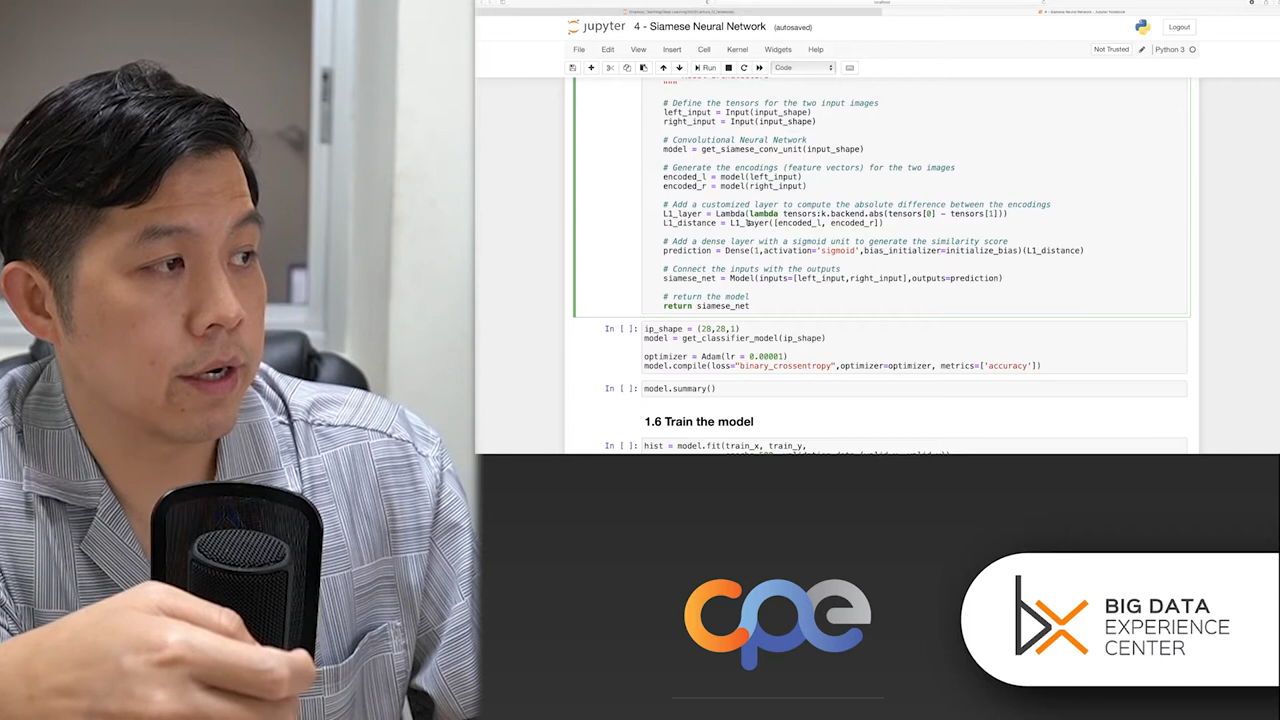 jupyter 4 - Siamese Neural Network (autosaved)
Logout
File Edit View Insert Cell Kernel Widgets Help
Not Trusted
Python 3
Run
Code
"""
# Define the tensors for the two input images
left_input = Input(input_shape)
right_input = Input(input_shape)
# Convolutional Neural Network
model = get_siamese_conv_unit(input_shape)
# Generate the encodings (feature vectors) for the two images
encoded_l = model(left_input)
encoded_r = model(right_input)
# Add a customized layer to compute the absolute difference between the encodings
L1_layer = Lambda(lambda tensors:k.backend.abs(tensors[0] - tensors[1]))
L1_distance = L1_layer([encoded_l, encoded_r])
# Add a dense layer with a sigmoid unit to generate the similarity score
prediction = Dense(1,activation='sigmoid',bias_initializer=initialize_bias)(L1_distance)
# Connect the inputs with the outputs
siamese_net = Model(inputs=[left_input,right_input],outputs=prediction)
# return the model
return siamese_net
In [ ]:
ip_shape = (28,28,1)
model = get_classifier_model(ip_shape)
optimizer = Adam(lr = 0.00001)
model.compile(loss="binary_crossentropy",optimizer=optimizer, metrics=['accuracy'])
In [ ]:
model.summary()
1.6 Train the model
In [ ]:
hist = model.fit(train_x, train_y,
cpe
bx
BIG DATA
EXPERIENCE
CENTER